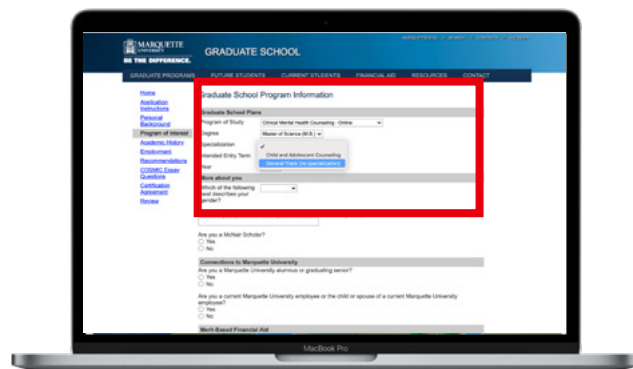 MARQUETTE
UNIVERSITY
BE THE DIFFERENCE.
GRADUATE SCHOOL
GRADUATE PROGRAMS FUTURE STUDENTS CURRENT STUDENTS FINANCIAL AID RESOURCES CONTACT
Home
Application
Instructions
Personal
Background
Program of Interest
Academic History
Employment
Recommendations
COSMIC Essay
Questions
Certification
Agreement
Review
Graduate School Program Information
Graduate School Plans
Program of Study Clinical Mental Health Counseling - Online
Degree Master of Science (M.S.)
Specialization
Child and Adolescent Counseling
Intended Entry Term
General Track (no specialization)
Year
More about you
Which of the following
best describes your
gender?
Are you a McNair Scholar?
Yes
No
Connections to Marquette University
Are you a Marquette University alumnus or graduating senior?
Yes
No
Are you a current Marquette University employee or the child or spouse of a current Marquette University
employee?
Yes
No
Merit-Based Financial Aid
MacBook Pro